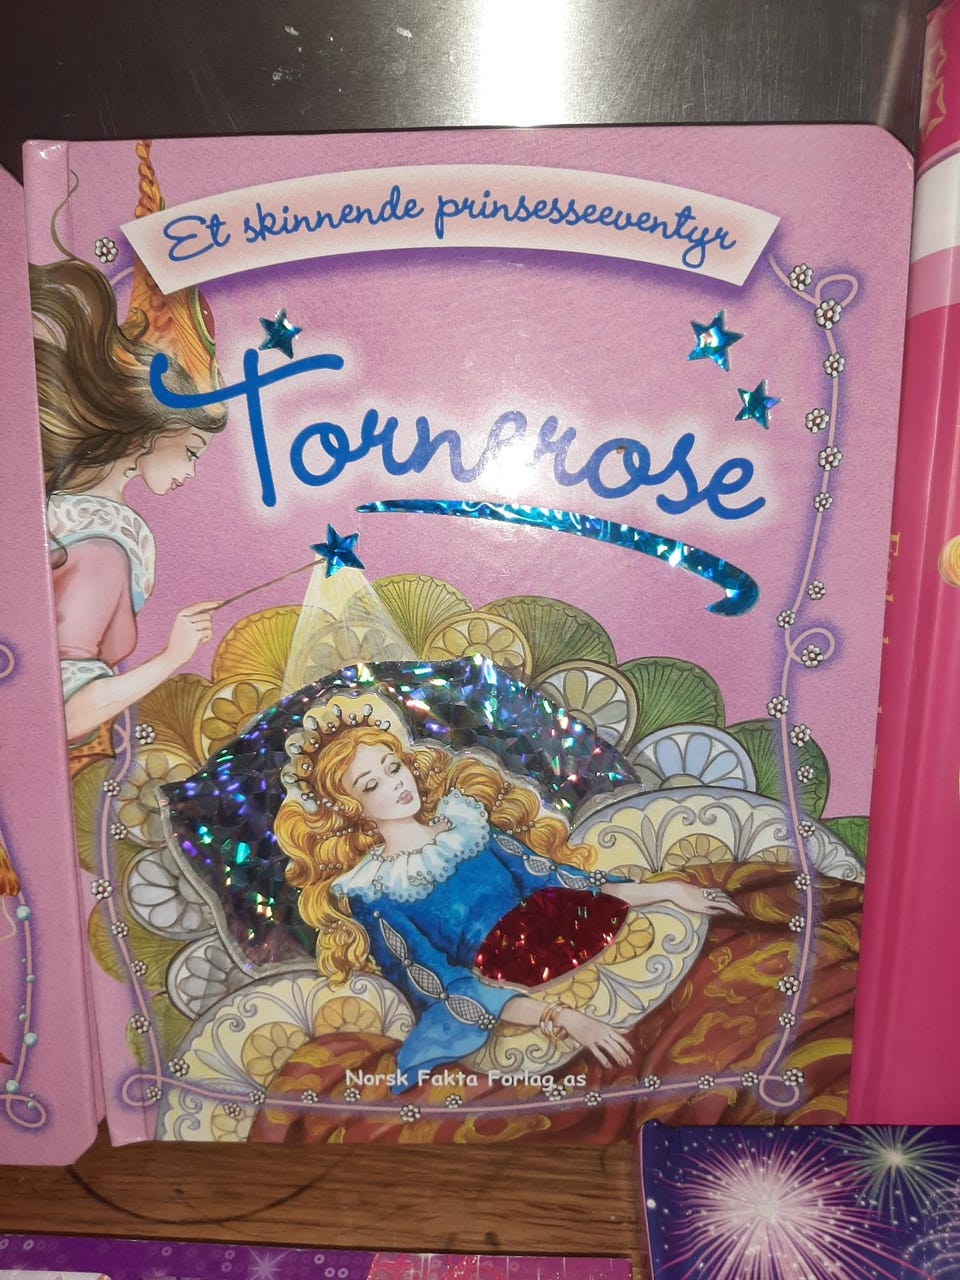 Et skinnende prinsesseeventyr
Tornerose
Norsk Fakta Forlag as